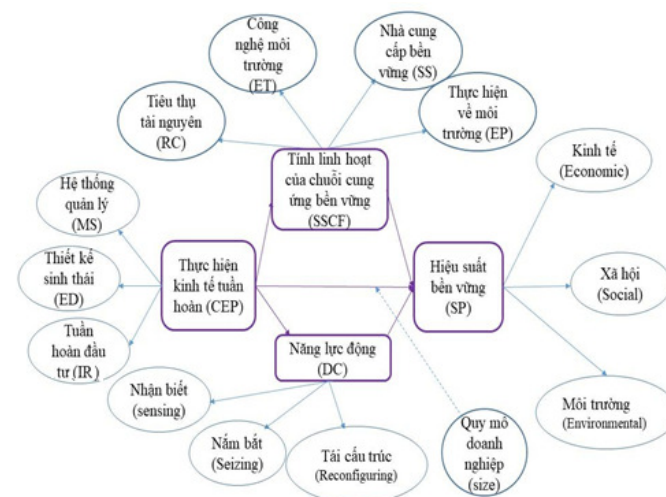 Công
nghệ môi
trường
(ET)
Nhà cung
cấp bền
vững (SS)
Tiêu thụ
tài nguyên
(RC)
Thực hiện
về môi
trường (EP)
Tính linh hoạt
của chuỗi cung
ứng bền vững
(SSCF)
Kinh tế
(Economic)
Hệ thống
quản lý
(MS)
Thiết kế
sinh thái
(ED)
Thực hiện
kinh tế tuần
hoàn (CEP)
Hiệu suất
bền vững
(SP)
Xã hội
(Social)
Tuần
hoàn đầu
tư (IR)
Năng lực động
(DC)
Nhận biết
(sensing)
Nắm bắt
(Seizing)
Tái cấu trúc
(Reconfiguring)
Quy mô
doanh
nghiệp
(size)
Môi trường
(Environmental)